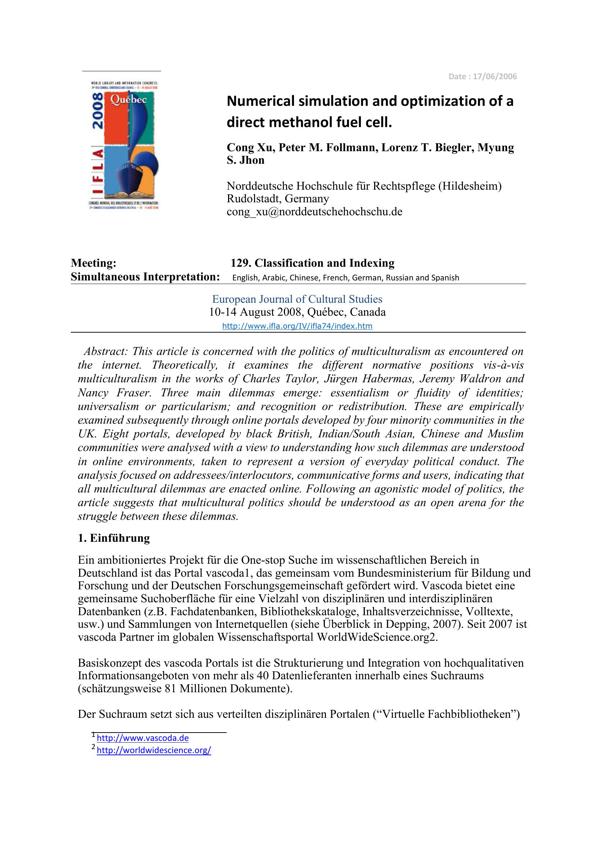 Date : 17/06/2006
WORLD LIBRARY AND INFORMATION CONGRESS:
2008
Québec
IFLA
Numerical simulation and optimization of a
direct methanol fuel cell.
Cong Xu, Peter M. Follmann, Lorenz T. Biegler, Myung
S. Jhon
Norddeutsche Hochschule für Rechtspflege (Hildesheim)
Rudolstadt, Germany
cong_xu@norddeutschehochschu.de
Meeting: 129. Classification and Indexing
Simultaneous Interpretation: English, Arabic, Chinese, French, German, Russian and Spanish
European Journal of Cultural Studies
10-14 August 2008, Québec, Canada
http://www.ifla.org/IV/ifla74/index.htm
Abstract: This article is concerned with the politics of multiculturalism as encountered on
the internet. Theoretically, it examines the different normative positions vis-à-vis
multiculturalism in the works of Charles Taylor, Jürgen Habermas, Jeremy Waldron and
Nancy Fraser. Three main dilemmas emerge: essentialism or fluidity of identities;
universalism or particularism; and recognition or redistribution. These are empirically
examined subsequently through online portals developed by four minority communities in the
UK. Eight portals, developed by black British, Indian/South Asian, Chinese and Muslim
communities were analysed with a view to understanding how such dilemmas are understood
in online environments, taken to represent a version of everyday political conduct. The
analysis focused on addressees/interlocutors, communicative forms and users, indicating that
all multicultural dilemmas are enacted online. Following an agonistic model of politics, the
article suggests that multicultural politics should be understood as an open arena for the
struggle between these dilemmas.
1. Einführung
Ein ambitioniertes Projekt für die One-stop Suche im wissenschaftlichen Bereich in
Deutschland ist das Portal vascoda1, das gemeinsam vom Bundesministerium für Bildung und
Forschung und der Deutschen Forschungsgemeinschaft gefördert wird. Vascoda bietet eine
gemeinsame Suchoberfläche für eine Vielzahl von disziplinären und interdisziplinären
Datenbanken (z.B. Fachdatenbanken, Bibliothekskataloge, Inhaltsverzeichnisse, Volltexte,
usw.) und Sammlungen von Internetquellen (siehe Überblick in Depping, 2007). Seit 2007 ist
vascoda Partner im globalen Wissenschaftsportal WorldWideScience.org2.
Basiskonzept des vascoda Portals ist die Strukturierung und Integration von hochqualitativen
Informationsangeboten von mehr als 40 Datenlieferanten innerhalb eines Suchraums
(schätzungsweise 81 Millionen Dokumente).
Der Suchraum setzt sich aus verteilten disziplinären Portalen (“Virtuelle Fachbibliotheken”)
1 http://www.vascoda.de
2 http://worldwidescience.org/